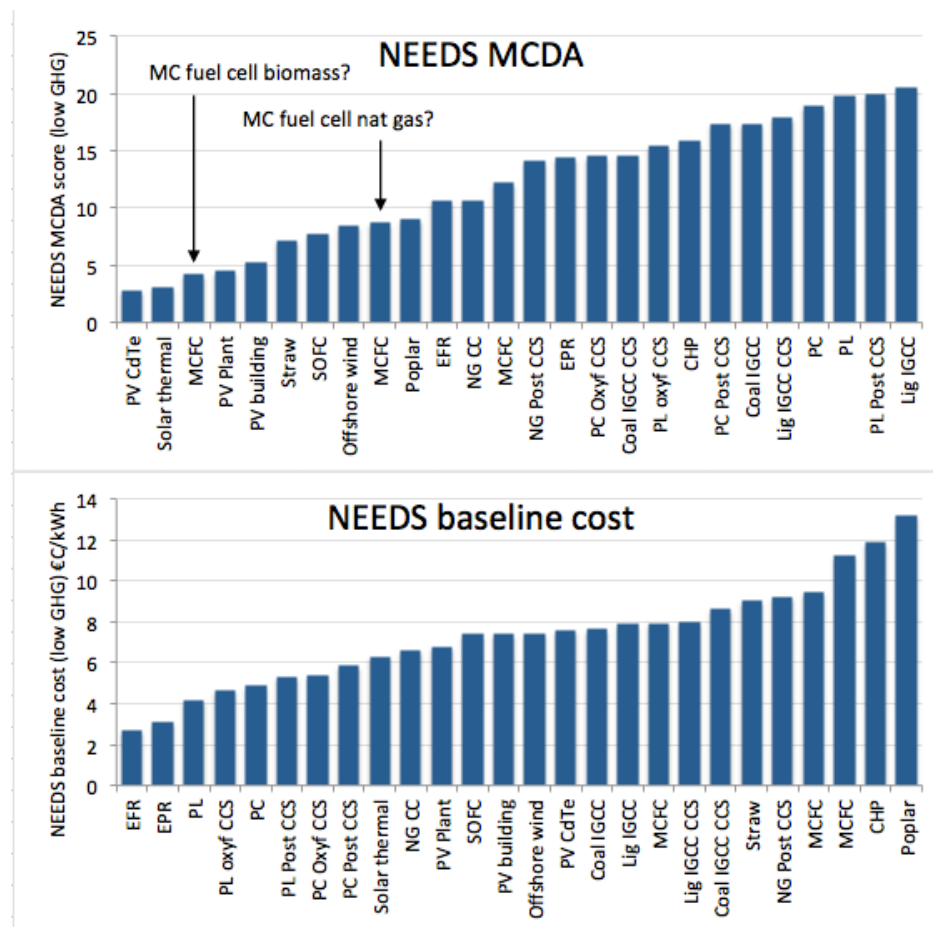 NEEDS MCDA
NEEDS MCDA score (low GHG)
25
20
15
10
5
0
MC fuel cell biomass?
MC fuel cell nat gas?
PV CdTe
Solar thermal
MCFC
PV Plant
PV building
Straw
SOFC
Offshore wind
MCFC
Poplar
EFR
NG CC
MCFC
NG Post CCS
EPR
PC Oxyf CCS
Coal IGCC CCS
PL oxyf CCS
CHP
PC Post CCS
Coal IGCC
Lig IGCC CCS
PC
PL
PL Post CCS
Lig IGCC
NEEDS baseline cost
NEEDS baseline cost (low GHG) €C/kWh
14
12
10
8
6
4
2
0
EFR
EPR
PL
PL oxyf CCS
PC
PL Post CCS
PC Oxyf CCS
PC Post CCS
Solar thermal
NG CC
PV Plant
SOFC
PV building
Offshore wind
PV CdTe
Coal IGCC
Lig IGCC
MCFC
Lig IGCC CCS
Coal IGCC CCS
Straw
NG Post CCS
MCFC
MCFC
CHP
Poplar